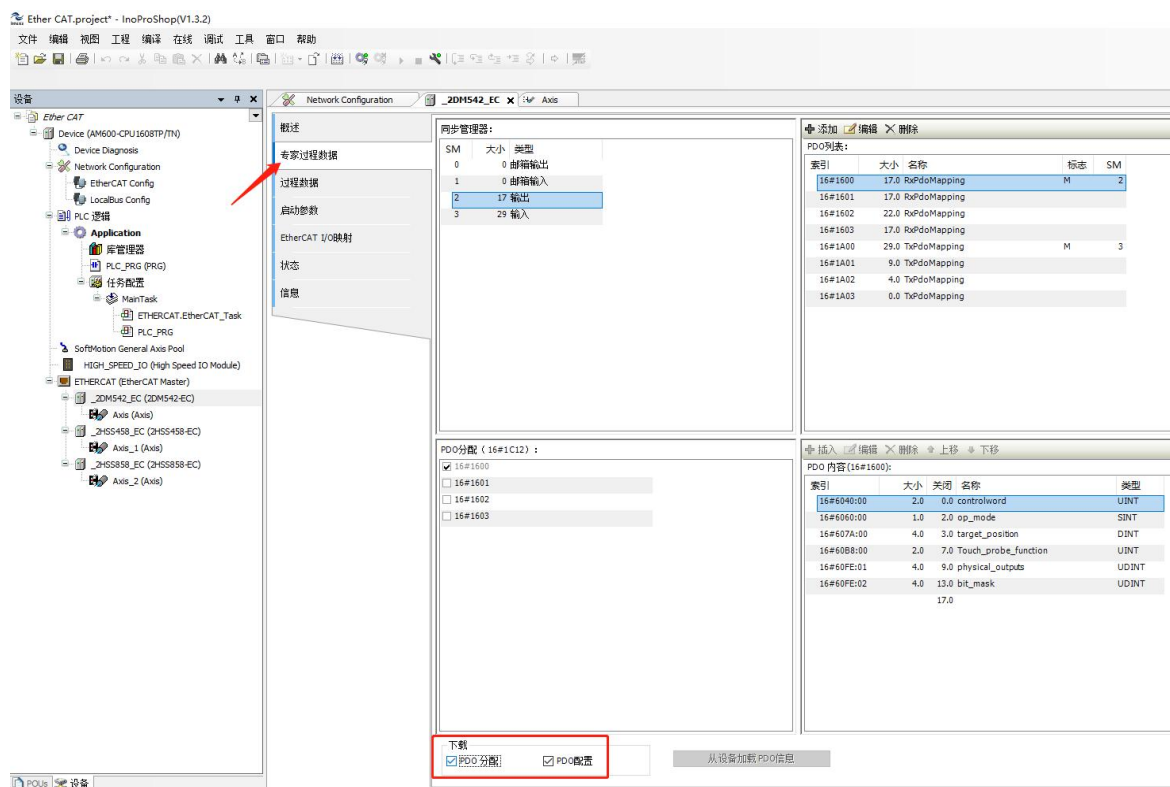 Ether CAT.project* - InoProShop(V1.3.2)
文件 编辑 视图 工程 编译 在线 调试 工具 窗口 帮助
设备
Ether CAT
Device (AM600-CPU1608TP/TN)
Device Diagnosis
Network Configuration
EtherCAT Config
LocalBus Config
PLC 逻辑
Application
库管理器
PLC_PRG (PRG)
任务配置
MainTask
ETHERCAT.EtherCAT_Task
PLC_PRG
SoftMotion General Axis Pool
HIGH_SPEED_IO (High Speed IO Module)
ETHERCAT (EtherCAT Master)
_2DM542_EC (2DM542-EC)
Axis (Axis)
_2HSS458_EC (2HSS458-EC)
Axis_1 (Axis)
_2HSS858_EC (2HSS858-EC)
Axis_2 (Axis)
POUs 设备
Network Configuration _2DM542_EC Axis
概述
专家过程数据
过程数据
启动参数
EtherCAT I/O映射
状态
信息
同步管理器:
SM 大小 类型
0 0 邮箱输出
1 0 邮箱输入
2 17 输出
3 29 输入
添加 编辑 删除
PDO列表:
索引 大小 名称 标志 SM
16#1600 17.0 RxPdoMapping M 2
16#1601 17.0 RxPdoMapping
16#1602 22.0 RxPdoMapping
16#1603 17.0 RxPdoMapping
16#1A00 29.0 TxPdoMapping M 3
16#1A01 9.0 TxPdoMapping
16#1A02 4.0 TxPdoMapping
16#1A03 0.0 TxPdoMapping
PDO分配 (16#1C12) :
16#1600
16#1601
16#1602
16#1603
插入 编辑 删除 上移 下移
PDO 内容(16#1600):
索引 大小 关闭 名称 类型
16#6040:00 2.0 0.0 controlword UINT
16#6060:00 1.0 2.0 op_mode SINT
16#607A:00 4.0 3.0 target_position DINT
16#60B8:00 2.0 7.0 Touch_probe_function UINT
16#60FE:01 4.0 9.0 physical_outputs UDINT
16#60FE:02 4.0 13.0 bit_mask UDINT
17.0
下载
PDO 分配 PDO配置
从设备加载PDO信息